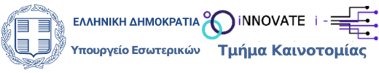 ΕΛΛΗΝΙΚΗ ΔΗΜΟΚΡΑΤΙΑ
Υπουργείο Εσωτερικών
iNNOVATE i -
Τμήμα Καινοτομίας